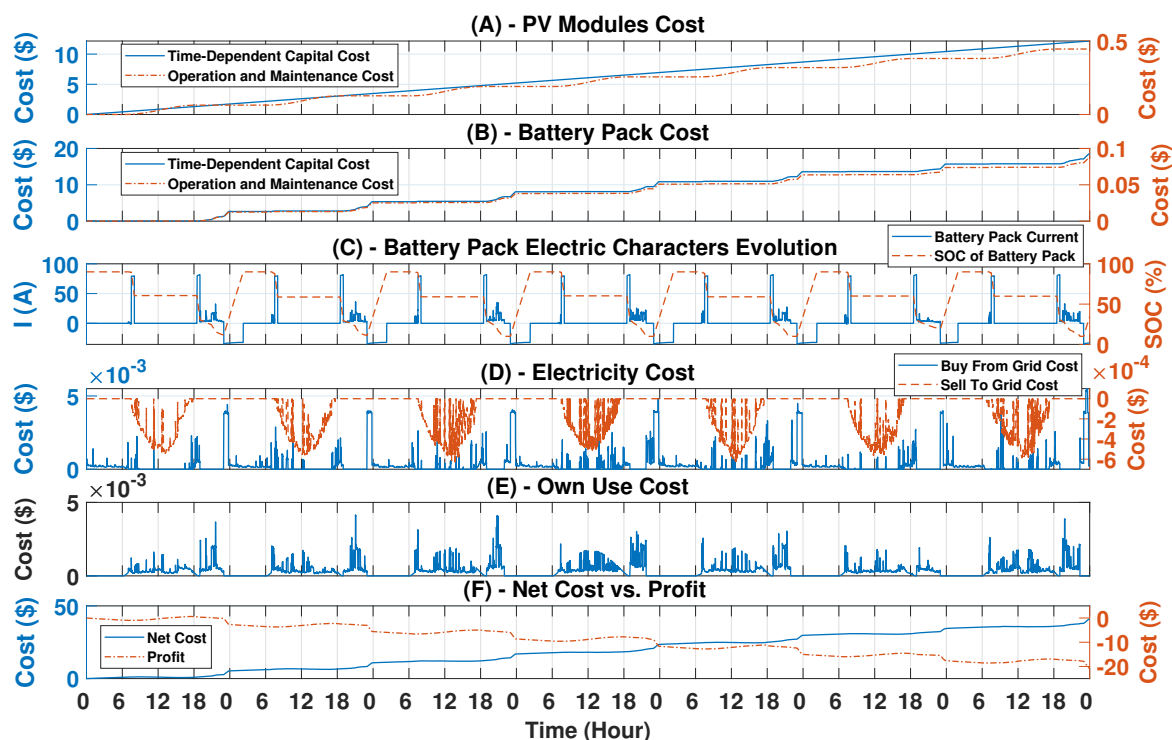 (A) - PV Modules Cost
Cost ($)
10
5
0
Time-Dependent Capital Cost
Operation and Maintenance Cost
0.5
0
Cost ($)
(B) - Battery Pack Cost
Cost ($)
20
10
0
Time-Dependent Capital Cost
Operation and Maintenance Cost
0.1
0.05
0
Cost ($)
(C) - Battery Pack Electric Characters Evolution
I (A)
100
50
0
Battery Pack Current
SOC of Battery Pack
100
50
0
SOC (%)
(D) - Electricity Cost
×10⁻³
Cost ($)
5
0
Buy From Grid Cost
Sell To Grid Cost
×10⁻⁴
0
-2
-4
-6
Cost ($)
(E) - Own Use Cost
×10⁻³
Cost ($)
5
0
(F) - Net Cost vs. Profit
Cost ($)
50
0
Net Cost
Profit
0
-10
-20
Cost ($)
0 6 12 18 0 6 12 18 0 6 12 18 0 6 12 18 0 6 12 18 0 6 12 18 0 6 12 18 0
Time (Hour)